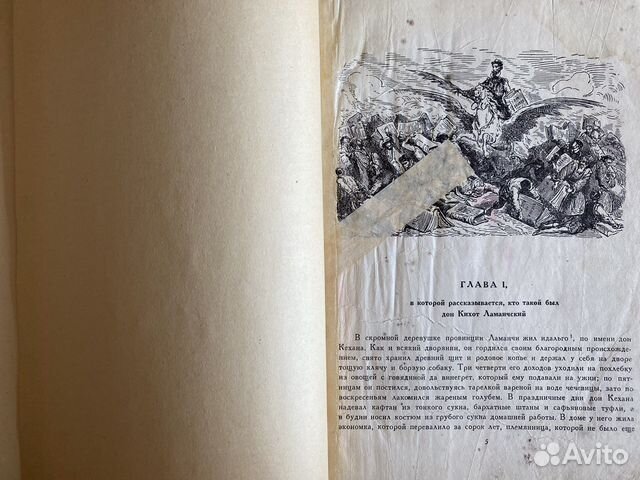 ГЛАВА I,
в которой рассказывается, кто такой был
дон Кихот Ламанчский
В скромной деревушке провинции Ламанчи жил идальго¹, по имени дон
Кехана. Как и всякий дворянин, он гордился своим благородным происхожде-
нием, свято хранил древний щит и родовое копье и держал у себя на дворе
тощую клячу и борзую собаку. Три четверти его доходов уходили на похлебку
из овощей с говядиной да винегрет, который ему подавали на ужин; по пят-
ницам он постился, довольствуясь тарелкой вареной на воде чечевицы, зато по
воскресеньям лакомился жареным голубем. В праздничные дни дон Кехана
надевал кафтан из тонкого сукна, бархатные штаны и сафьяновые туфли, а
в будни носил костюм из грубого сукна домашней работы. В доме у него жила
экономка, которой перевалило за сорок лет, племянница, которой не было еще
5
Avito